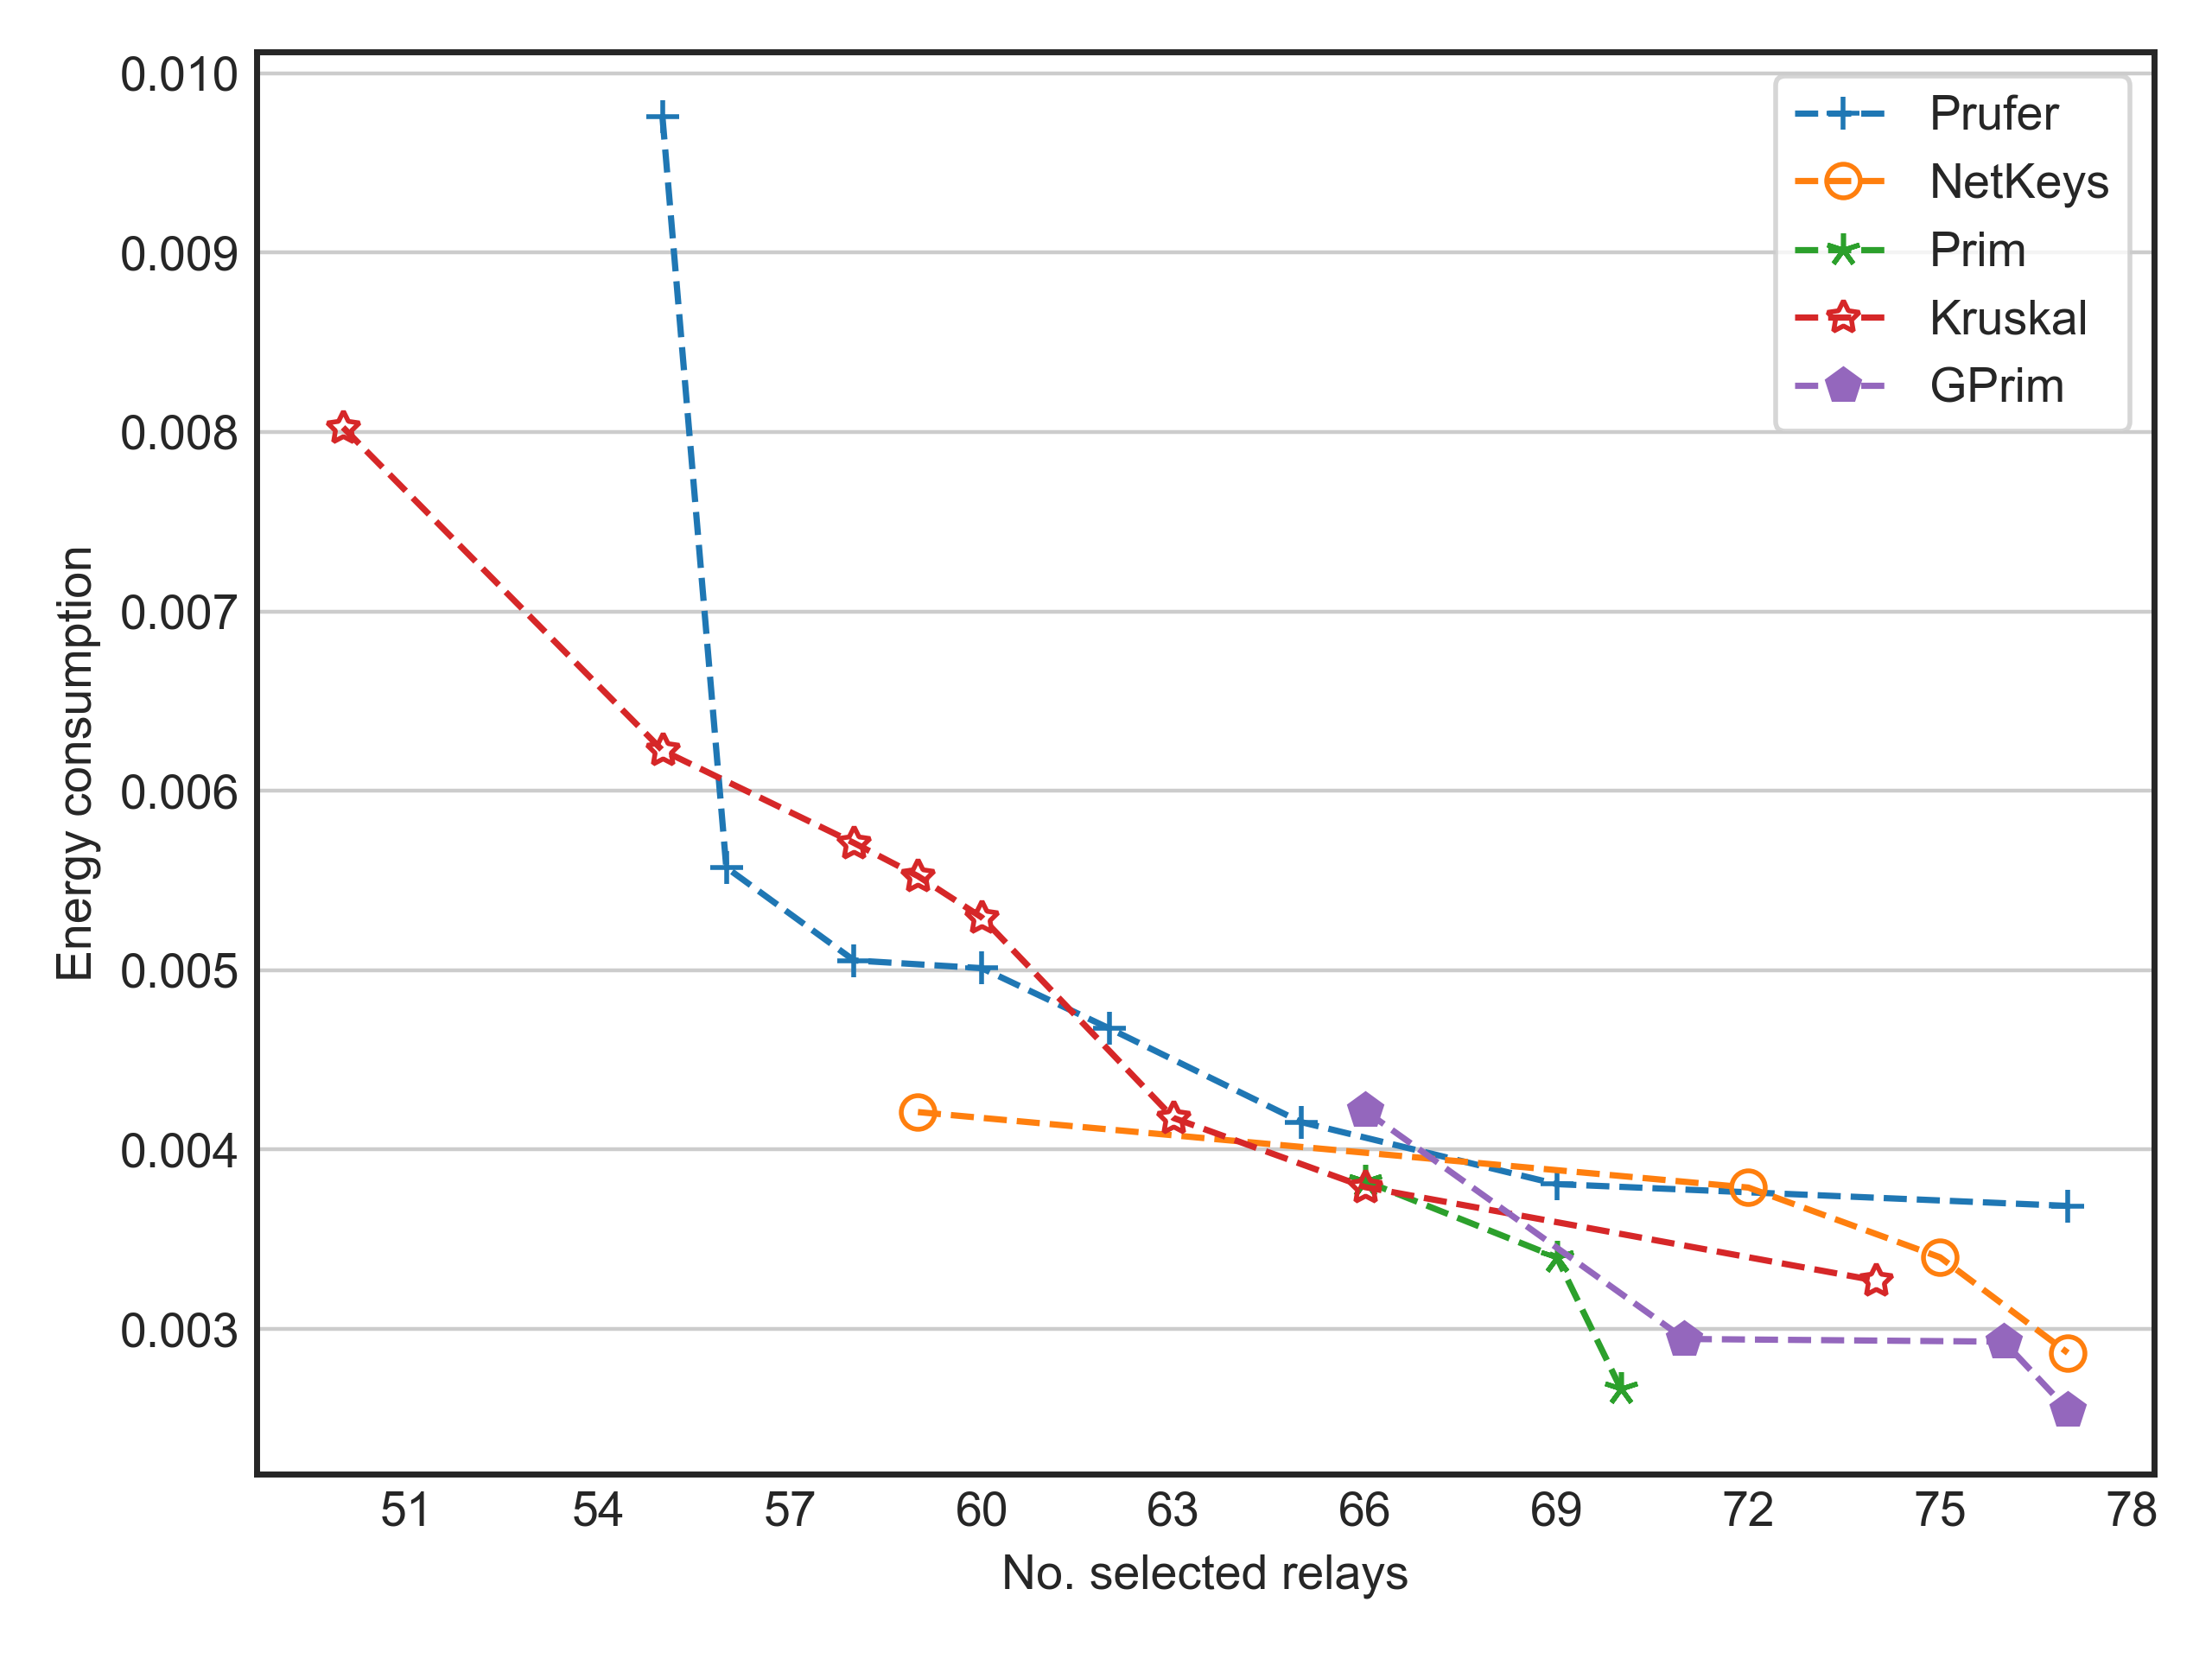 0.010
0.009
0.008
0.007
0.006
0.005
0.004
0.003
Energy consumption
51 54 57 60 63 66 69 72 75 78
No. selected relays
Prufer
NetKeys
Prim
Kruskal
GPrim